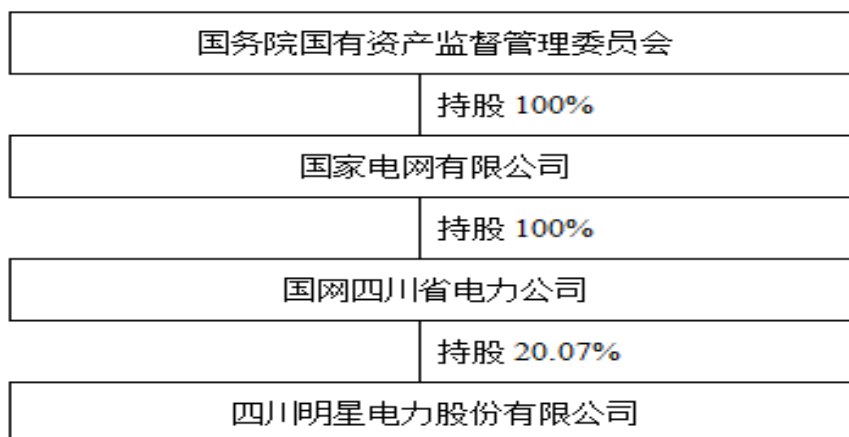 国务院国有资产监督管理委员会
持股 100%
国家电网有限公司
持股 100%
国网四川省电力公司
持股 20.07%
四川明星电力股份有限公司